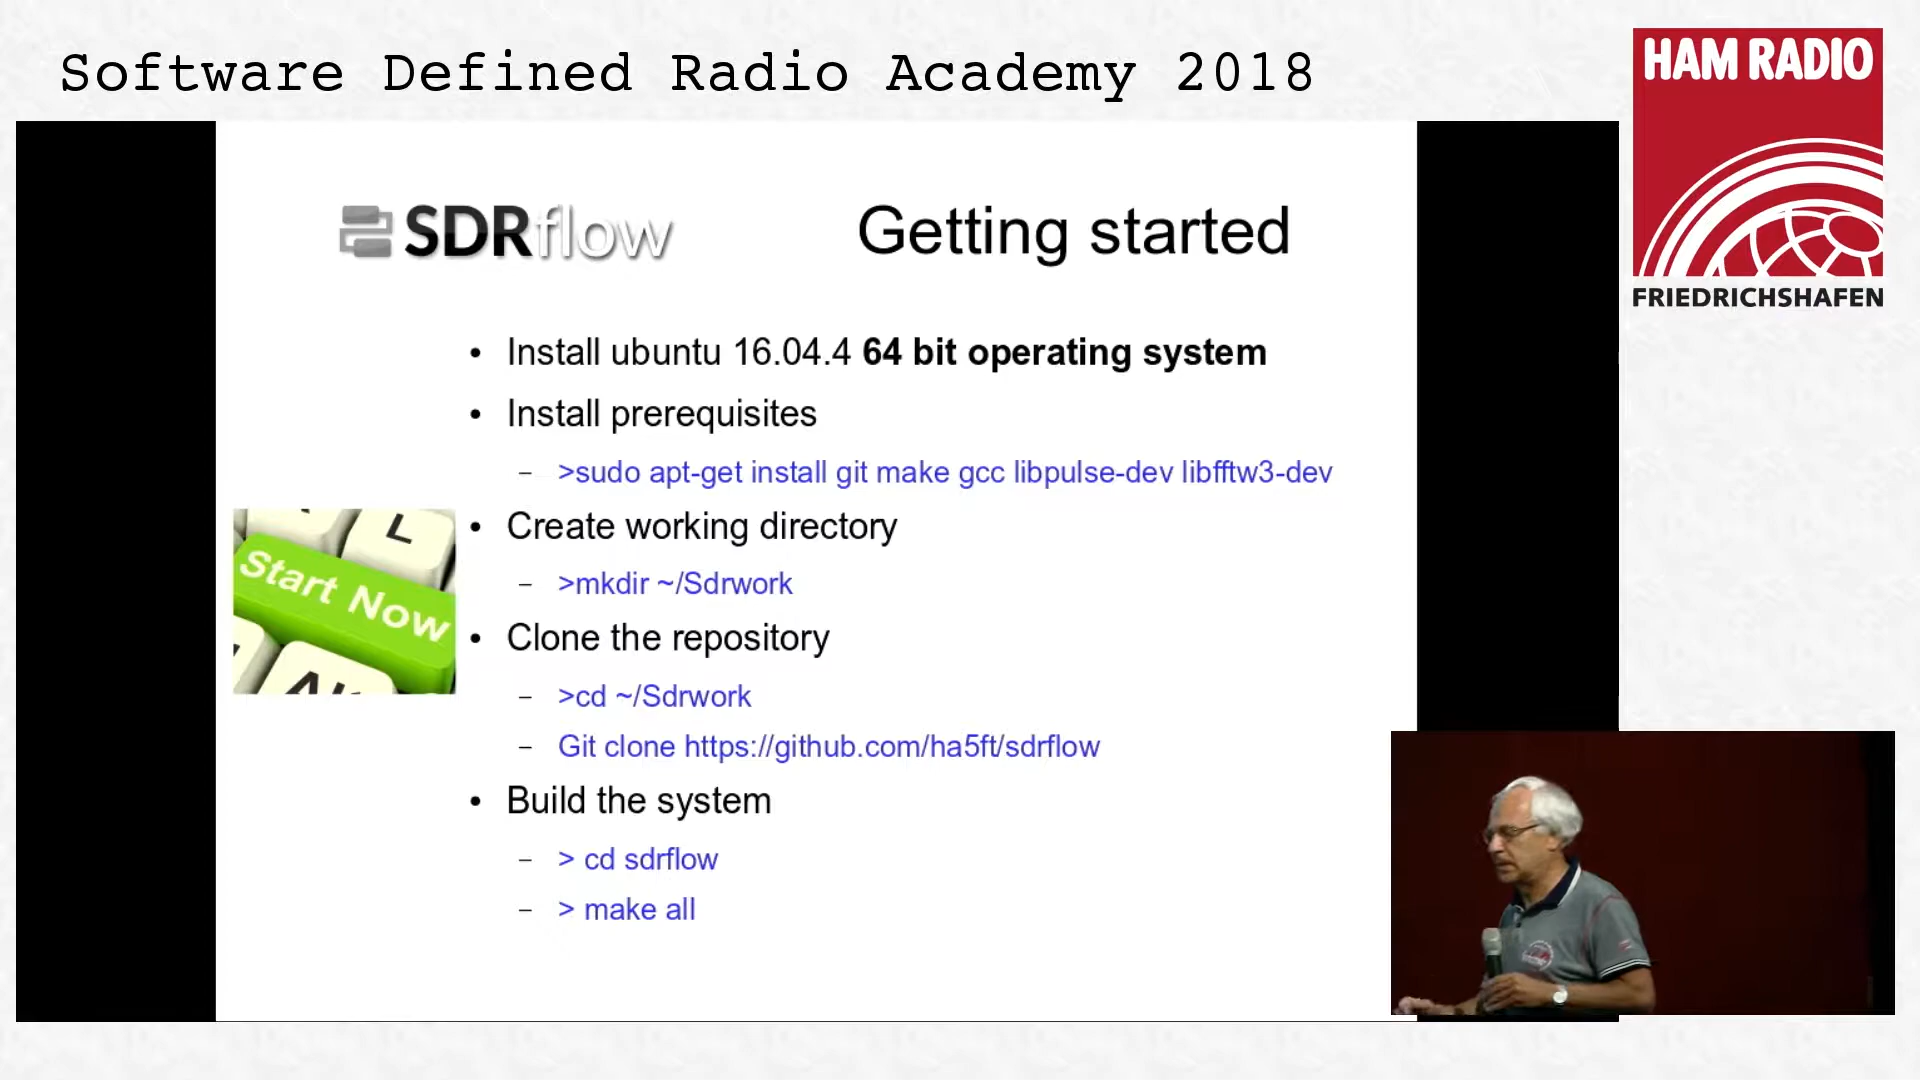 Software Defined Radio Academy 2018
HAM RADIO
FRIEDRICHSHAFEN
SDRflow
Getting started
• Install ubuntu 16.04.4 64 bit operating system
• Install prerequisites
– >sudo apt-get install git make gcc libpulse-dev libfftw3-dev
• Create working directory
– >mkdir ~/Sdrwork
• Clone the repository
– >cd ~/Sdrwork
– Git clone https://github.com/ha5ft/sdrflow
• Build the system
– > cd sdrflow
– > make all
L
Start Now